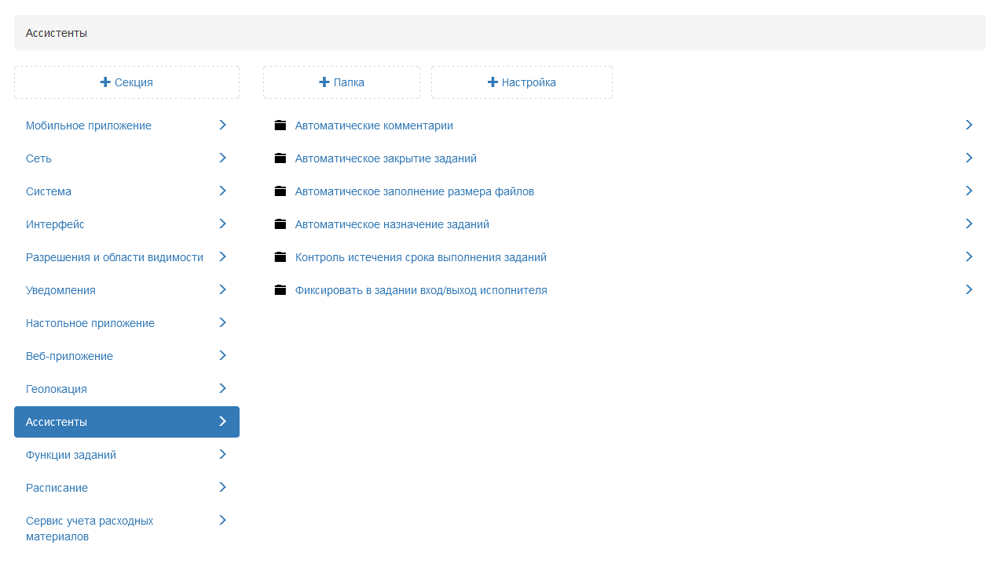 Ассистенты
Секция
Папка
Настройка
Мобильное приложение
Сеть
Система
Интерфейс
Разрешения и области видимости
Уведомления
Настольное приложение
Веб-приложение
Геолокация
Ассистенты
Функции заданий
Расписание
Сервис учета расходных
материалов
Автоматические комментарии
Автоматическое закрытие заданий
Автоматическое заполнение размера файлов
Автоматическое назначение заданий
Контроль истечения срока выполнения заданий
Фиксировать в задании вход/выход исполнителя